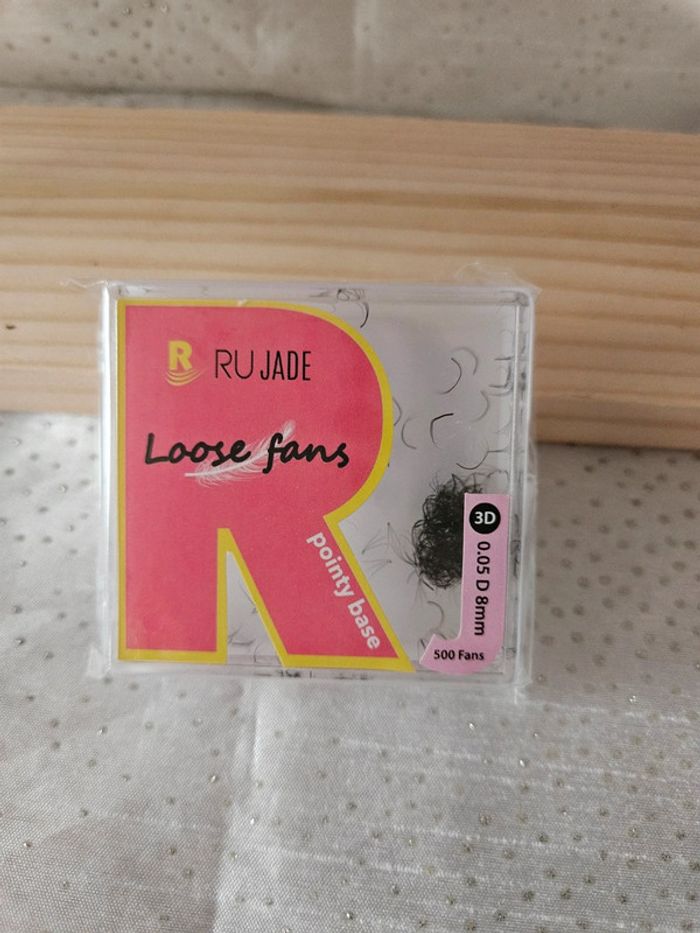 R RU JADE
Loose fans
pointy base
3D
0.05 D 8mm
500 Fans